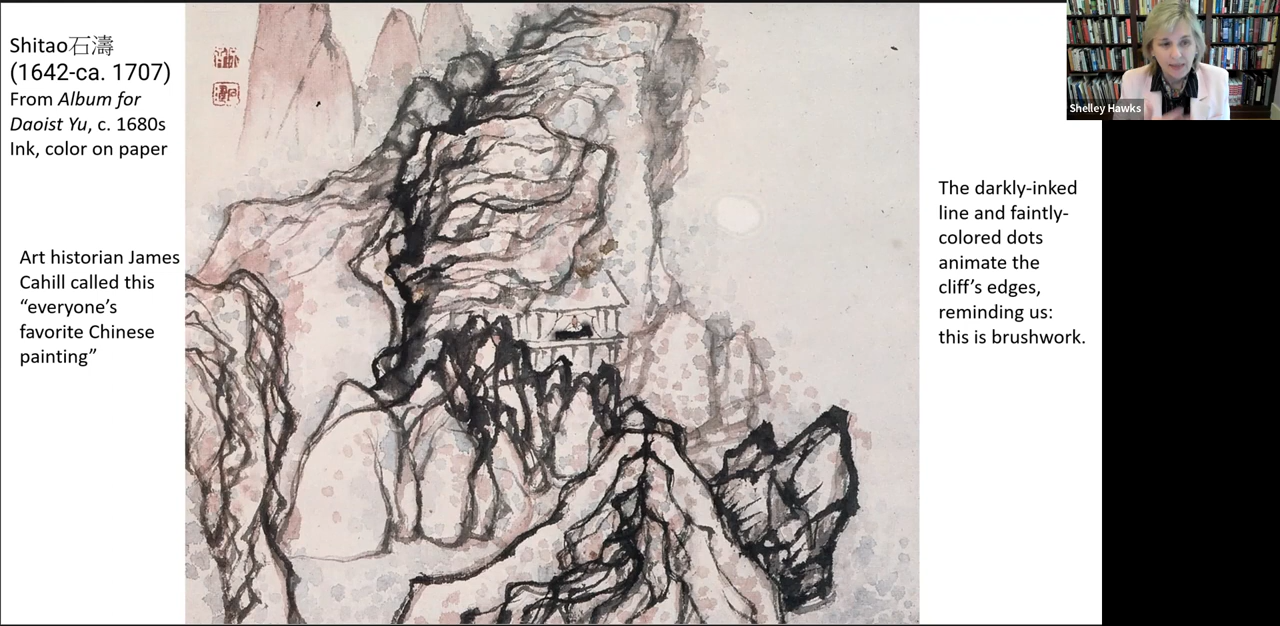 Shitao石濤
(1642-ca. 1707)
From Album for
Daoist Yu, c. 1680s
Ink, color on paper
Art historian James
Cahill called this
“everyone’s
favorite Chinese
painting”
The darkly-inked
line and faintly-
colored dots
animate the
cliff’s edges,
reminding us:
this is brushwork.
Shelley Hawks